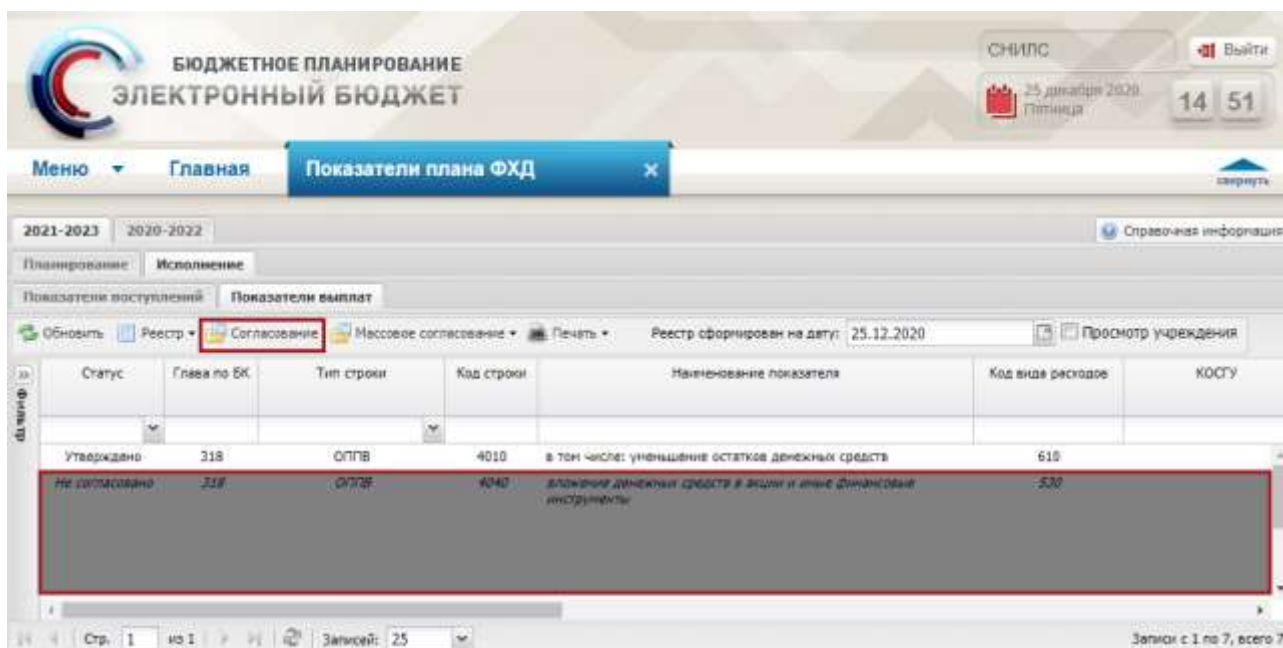 БЮДЖЕТНОЕ ПЛАНИРОВАНИЕ
ЭЛЕКТРОННЫЙ БЮДЖЕТ
СНИЛС
Выйти
25 декабря 2020
Пятница
14 51
Меню Главная Показатели плана ФХД
свернуть
2021-2023 2020-2022 Справочная информация
Планирование Исполнение
Показатели поступлений Показатели выплат
Обновить Реестр Согласование Массовое согласование Печать Реестр сформирован на дату: 25.12.2020 Просмотр учреждения
Фильтр
Статус Глава по БК Тип строки Код строки Наименование показателя Код вида расходов КОСГУ
Утверждено 318 ОППВ 4010 в том числе: уменьшение остатков денежных средств 610
Не согласовано 318 ОППВ 4040 вложение денежных средств в акции и иные финансовые инструменты 530
Стр. 1 из 1 Записей: 25 Записи с 1 по 7, всего 7